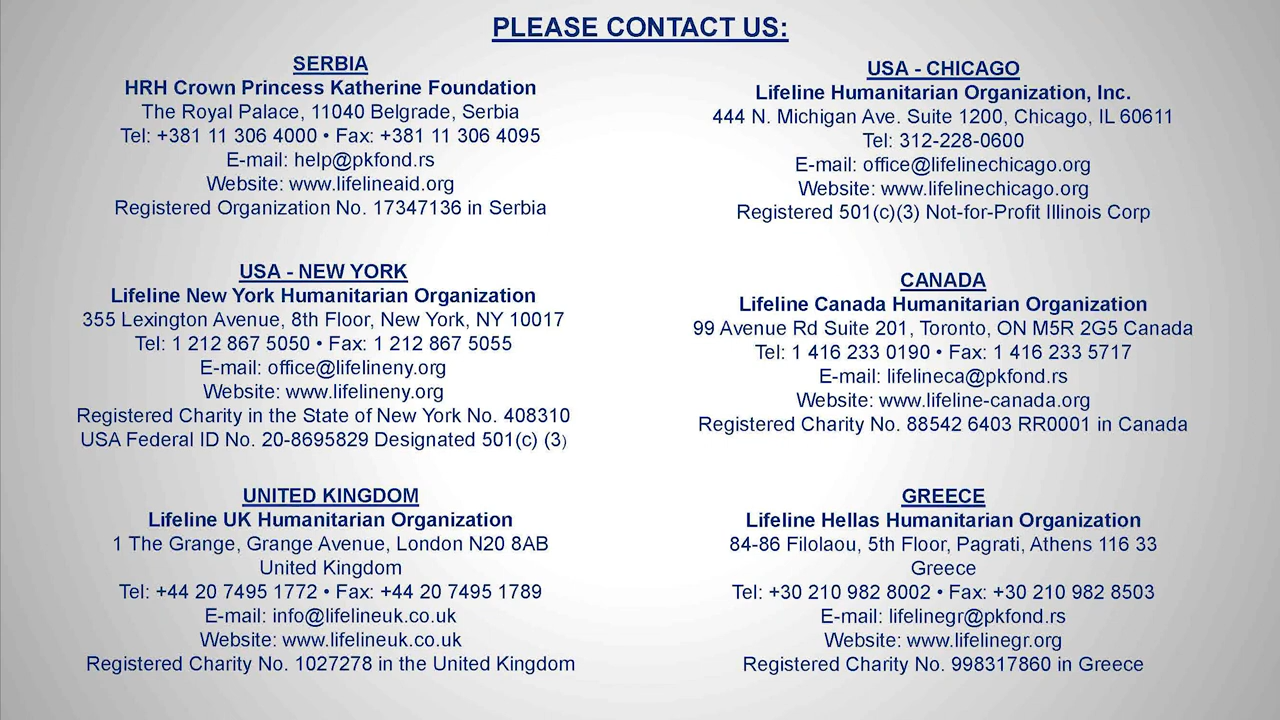 PLEASE CONTACT US:
SERBIA
HRH Crown Princess Katherine Foundation
The Royal Palace, 11040 Belgrade, Serbia
Tel: +381 11 306 4000 • Fax: +381 11 306 4095
E-mail: help@pkfond.rs
Website: www.lifelineaid.org
Registered Organization No. 17347136 in Serbia
USA - CHICAGO
Lifeline Humanitarian Organization, Inc.
444 N. Michigan Ave. Suite 1200, Chicago, IL 60611
Tel: 312-228-0600
E-mail: office@lifelinechicago.org
Website: www.lifelinechicago.org
Registered 501(c)(3) Not-for-Profit Illinois Corp
USA - NEW YORK
Lifeline New York Humanitarian Organization
355 Lexington Avenue, 8th Floor, New York, NY 10017
Tel: 1 212 867 5050 • Fax: 1 212 867 5055
E-mail: office@lifelineny.org
Website: www.lifelineny.org
Registered Charity in the State of New York No. 408310
USA Federal ID No. 20-8695829 Designated 501(c) (3)
CANADA
Lifeline Canada Humanitarian Organization
99 Avenue Rd Suite 201, Toronto, ON M5R 2G5 Canada
Tel: 1 416 233 0190 • Fax: 1 416 233 5717
E-mail: lifelineca@pkfond.rs
Website: www.lifeline-canada.org
Registered Charity No. 88542 6403 RR0001 in Canada
UNITED KINGDOM
Lifeline UK Humanitarian Organization
1 The Grange, Grange Avenue, London N20 8AB
United Kingdom
Tel: +44 20 7495 1772 • Fax: +44 20 7495 1789
E-mail: info@lifelineuk.co.uk
Website: www.lifelineuk.co.uk
Registered Charity No. 1027278 in the United Kingdom
GREECE
Lifeline Hellas Humanitarian Organization
84-86 Filolaou, 5th Floor, Pagrati, Athens 116 33
Greece
Tel: +30 210 982 8002 • Fax: +30 210 982 8503
E-mail: lifelinegr@pkfond.rs
Website: www.lifelinegr.org
Registered Charity No. 998317860 in Greece